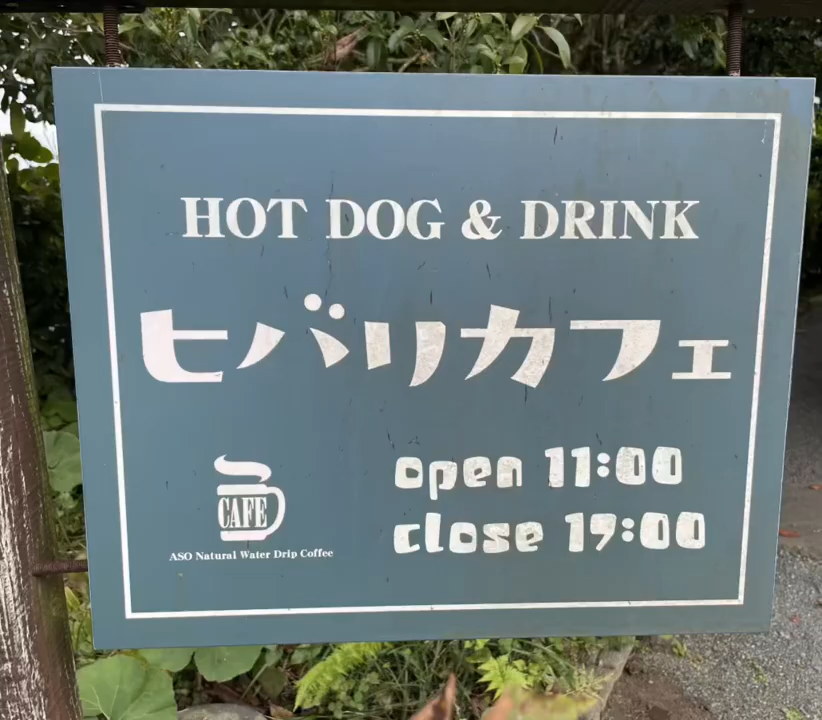 HOT DOG & DRINK
ヒバリカフェ
CAFE
ASO Natural Water Drip Coffee
open 11:00
close 19:00